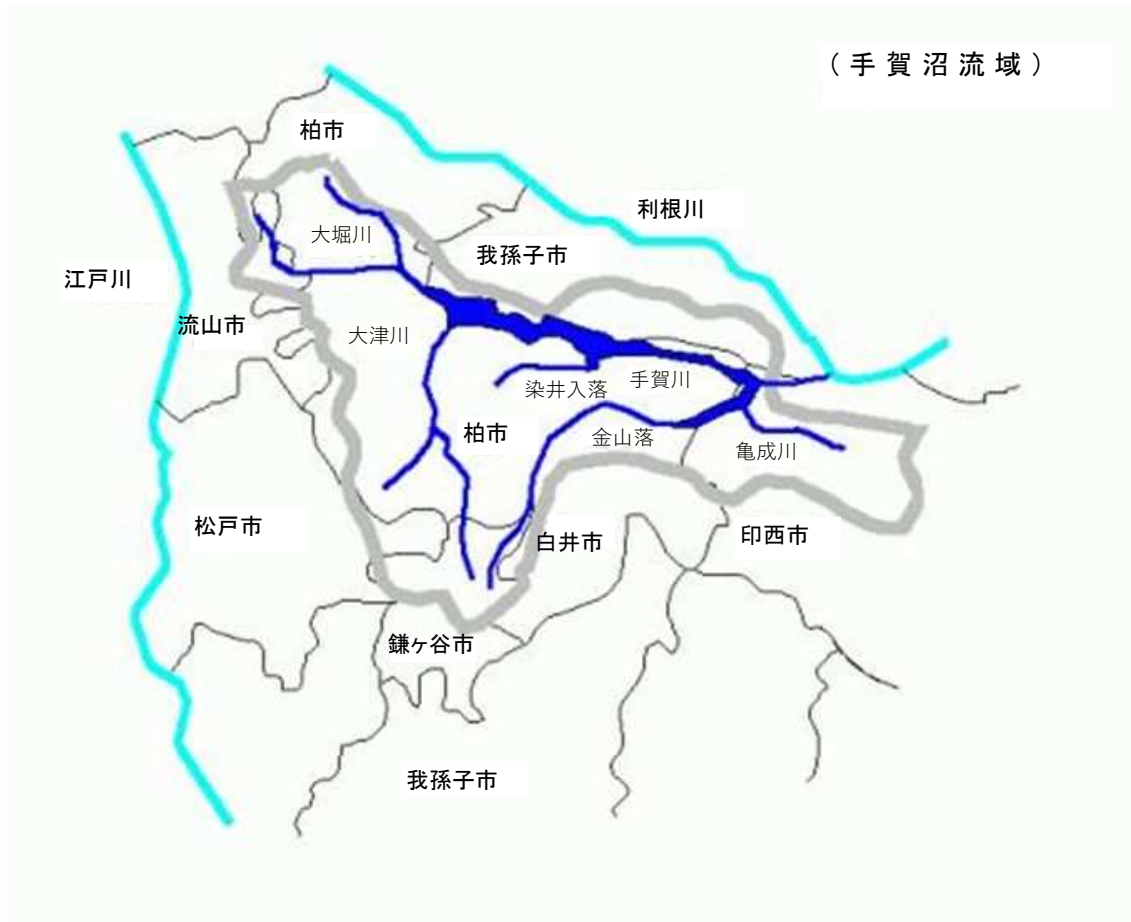 （手賀沼流域）
柏市
利根川
大堀川
我孫子市
江戸川
流山市
大津川
手賀川
染井入落
柏市
金山落
亀成川
松戸市
白井市
印西市
鎌ヶ谷市
我孫子市